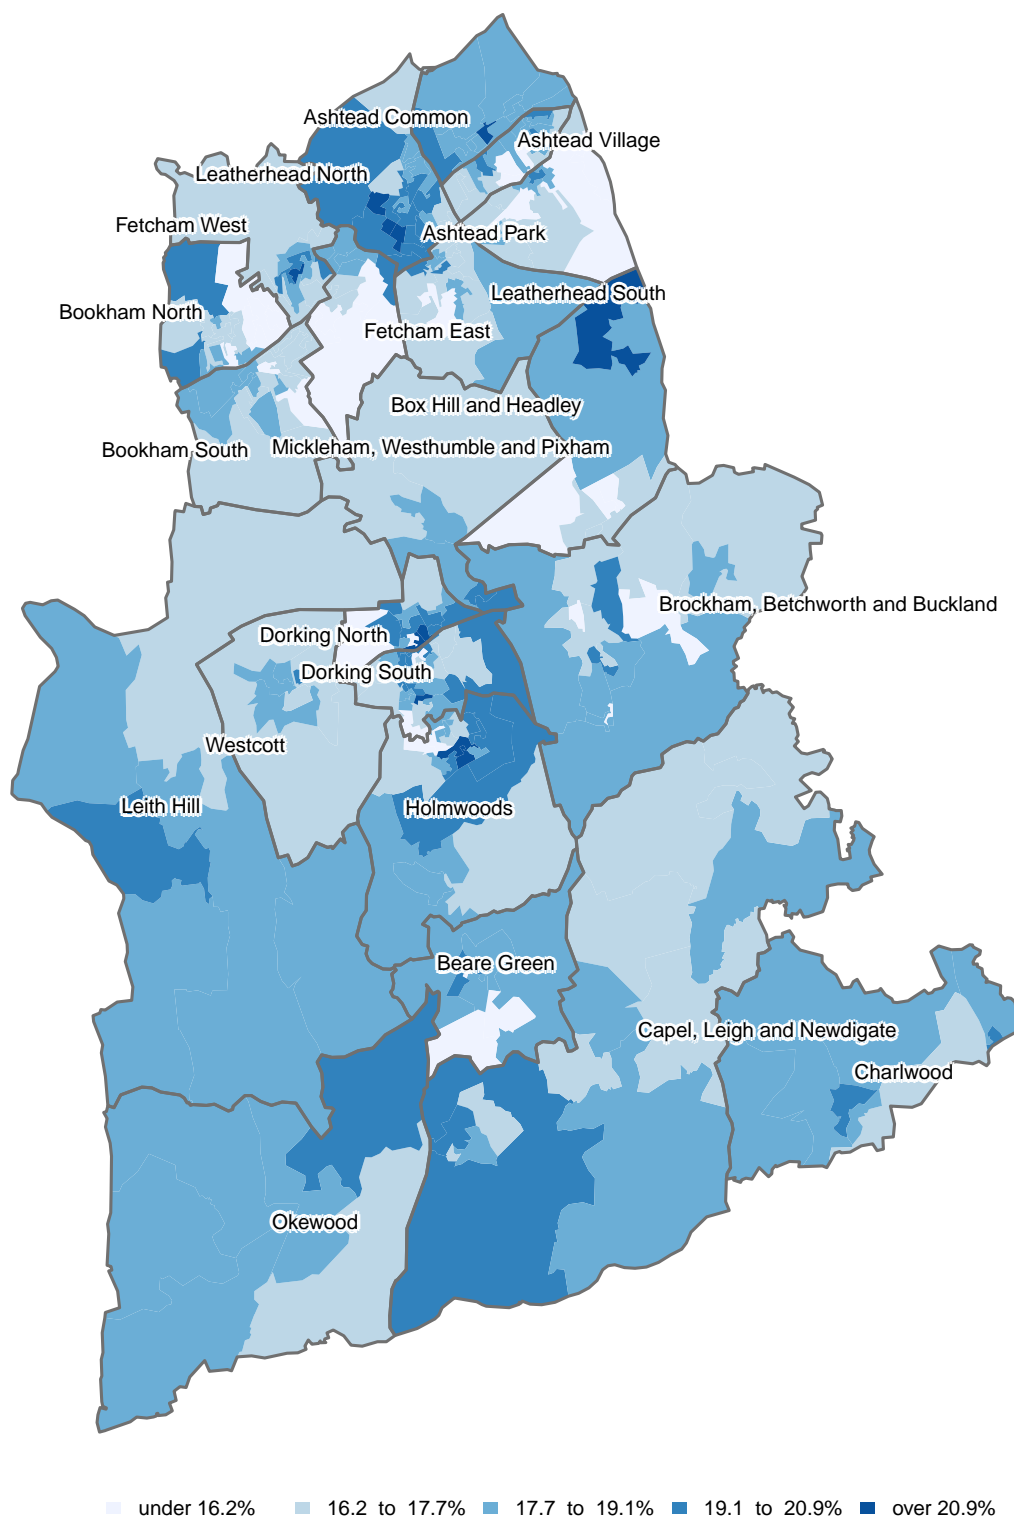 Ashtead Common
Ashtead Village
Leatherhead North
Fetcham West
Ashtead Park
Leatherhead South
Bookham North
Fetcham East
Box Hill and Headley
Bookham South
Mickleham, Westhumble and Pixham
Brockham, Betchworth and Buckland
Dorking North
Dorking South
Westcott
Leith Hill
Holmwoods
Beare Green
Capel, Leigh and Newdigate
Charlwood
Okewood
under 16.2% 16.2 to 17.7% 17.7 to 19.1% 19.1 to 20.9% over 20.9%